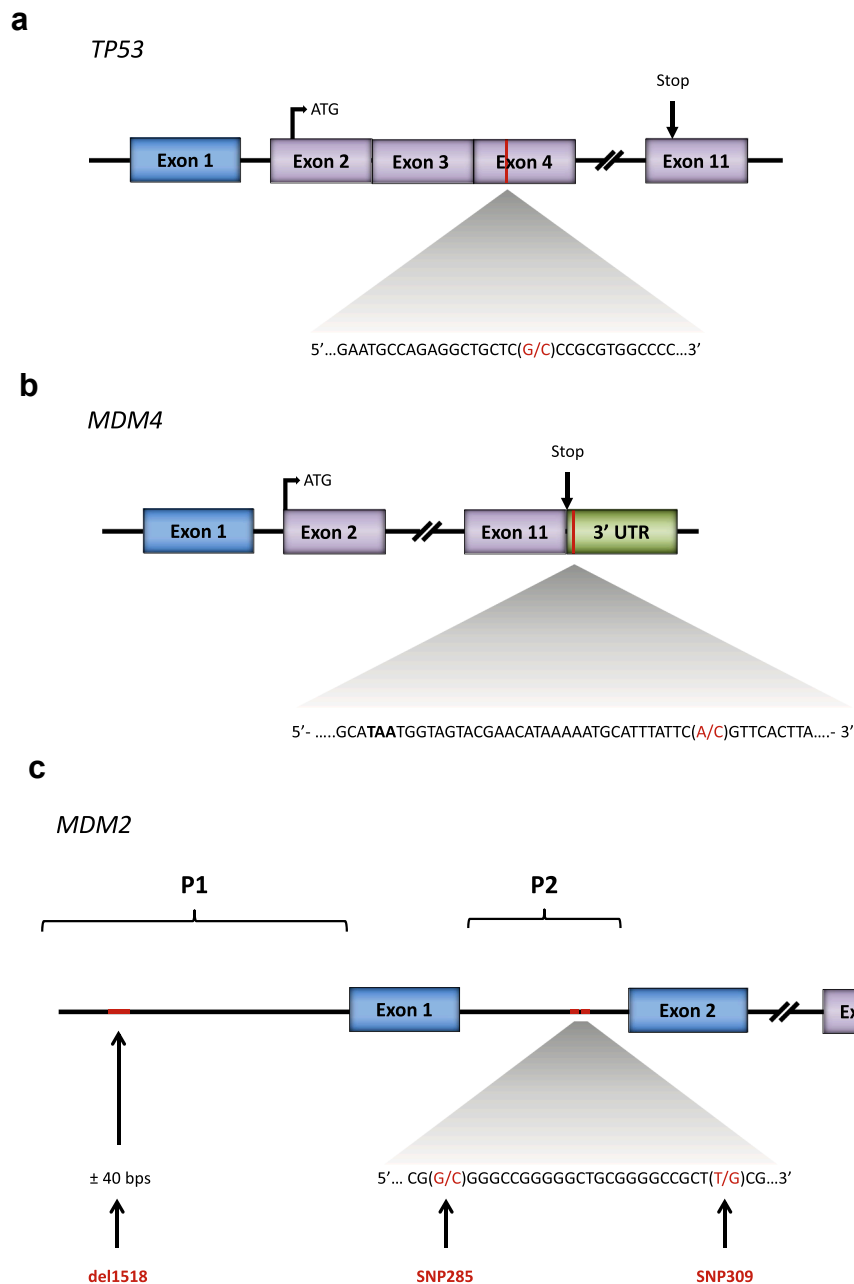 a
TP53
Stop
ATG
Exon 1 Exon 2 Exon 3 Exon 4 Exon 11
5’…GAATGCCAGAGGCTGCTC(G/C)CCGCGTGGCCCC…3’
b
MDM4
Stop
ATG
Exon 1 Exon 2 Exon 11 3’ UTR
5’- …..GCATAATGGTAGTACGAACATAAAAATGCATTTATTC(A/C)GTTCACTTA….- 3’
c
MDM2
P1 P2
Exon 1 Exon 2 Ex
± 40 bps 5’… CG(G/C)GGGCCGGGGGCTGCGGGGCCGCT(T/G)CG…3’
del1518 SNP285 SNP309